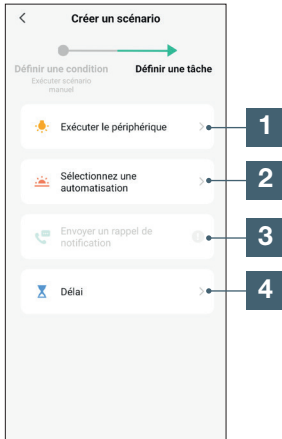 Créer un scénario
Définir une condition
Exécuter scénario
manuel
Définir une tâche
Exécuter le périphérique
1
Sélectionnez une
automatisation
2
Envoyer un rappel de
notification
3
Délai
4